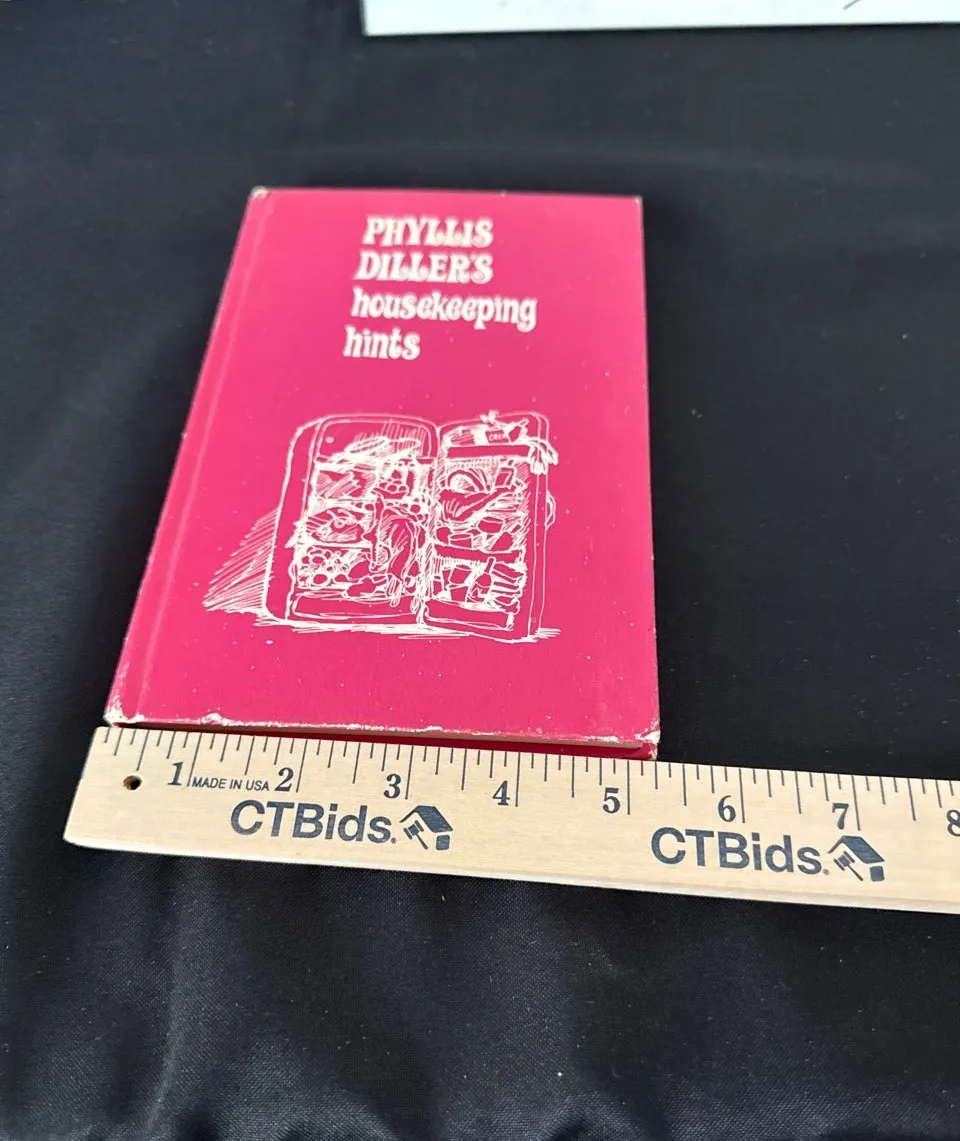 PHYLLIS
DILLER'S
housekeeping
hints
1 MADE IN USA 2 3 4 5 6 7 8
CTBids. CTBids.